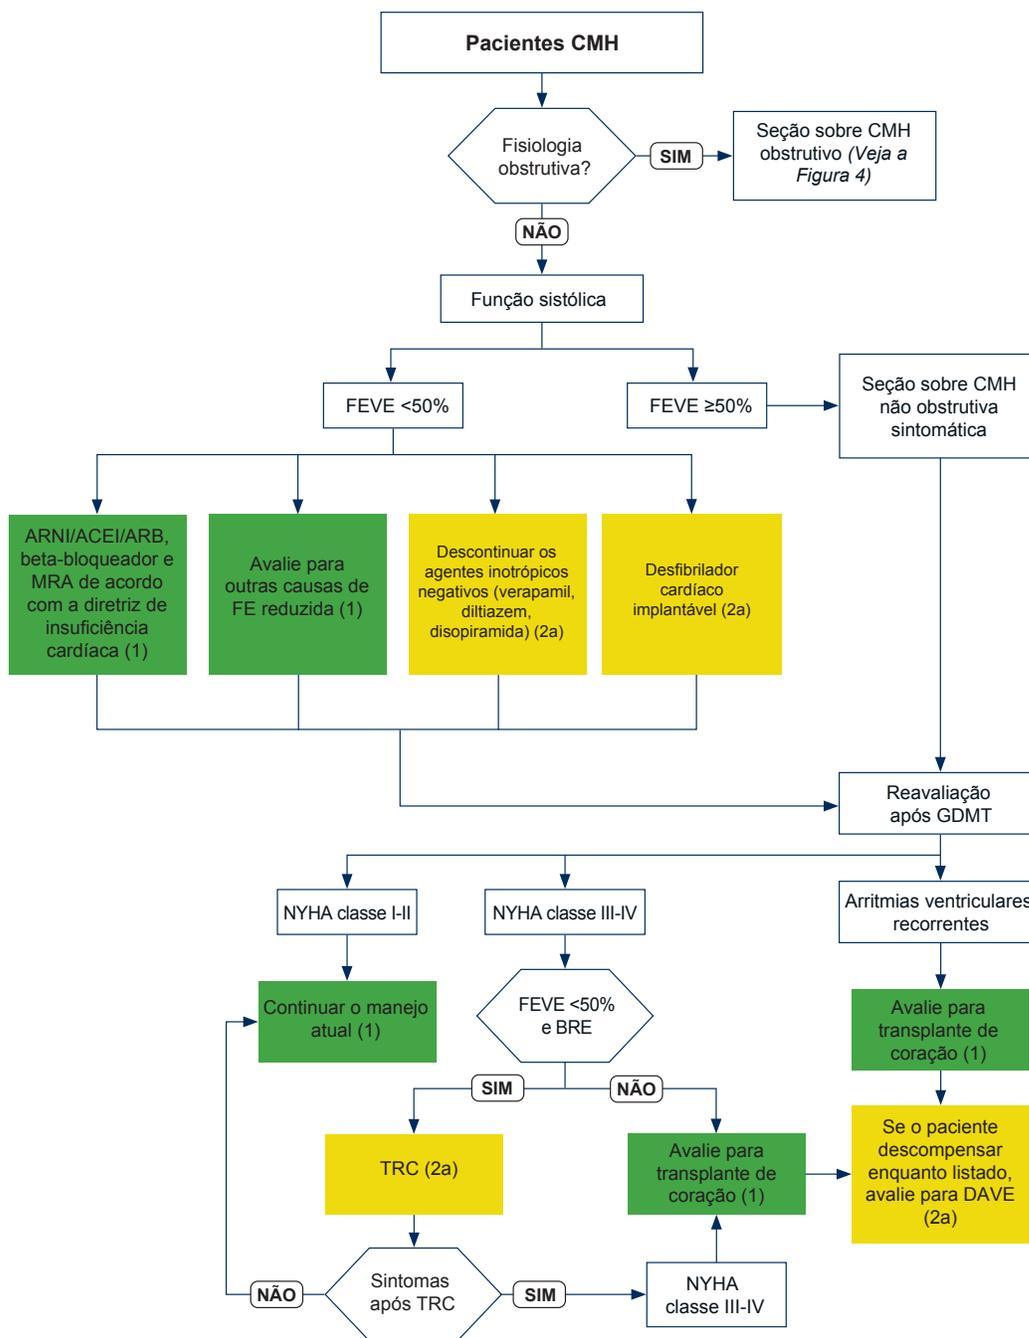 Pacientes CMH
Fisiologia
obstrutiva?
SIM
Seção sobre CMH
obstrutivo (Veja a
Figura 4)
NÃO
Função sistólica
FEVE <50%
FEVE ≥50%
Seção sobre CMH
não obstrutiva
sintomática
ARNI/ACEI/ARB,
beta-bloqueador e
MRA de acordo
com a diretriz de
insuficiência
cardíaca (1)
Avalie para
outras causas de
FE reduzida (1)
Descontinuar os
agentes inotrópicos
negativos (verapamil,
diltiazem,
disopiramida) (2a)
Desfibrilador
cardíaco
implantável (2a)
Reavaliação
após GDMT
NYHA classe I-II
NYHA classe III-IV
Arritmias ventriculares
recorrentes
Continuar o manejo
atual (1)
FEVE <50%
e BRE
Avalie para
transplante de
coração (1)
SIM
NÃO
TRC (2a)
Avalie para
transplante de
coração (1)
Se o paciente
descompensar
enquanto listado,
avalie para DAVE
(2a)
NÃO
Sintomas
após TRC
SIM
NYHA
classe III-IV